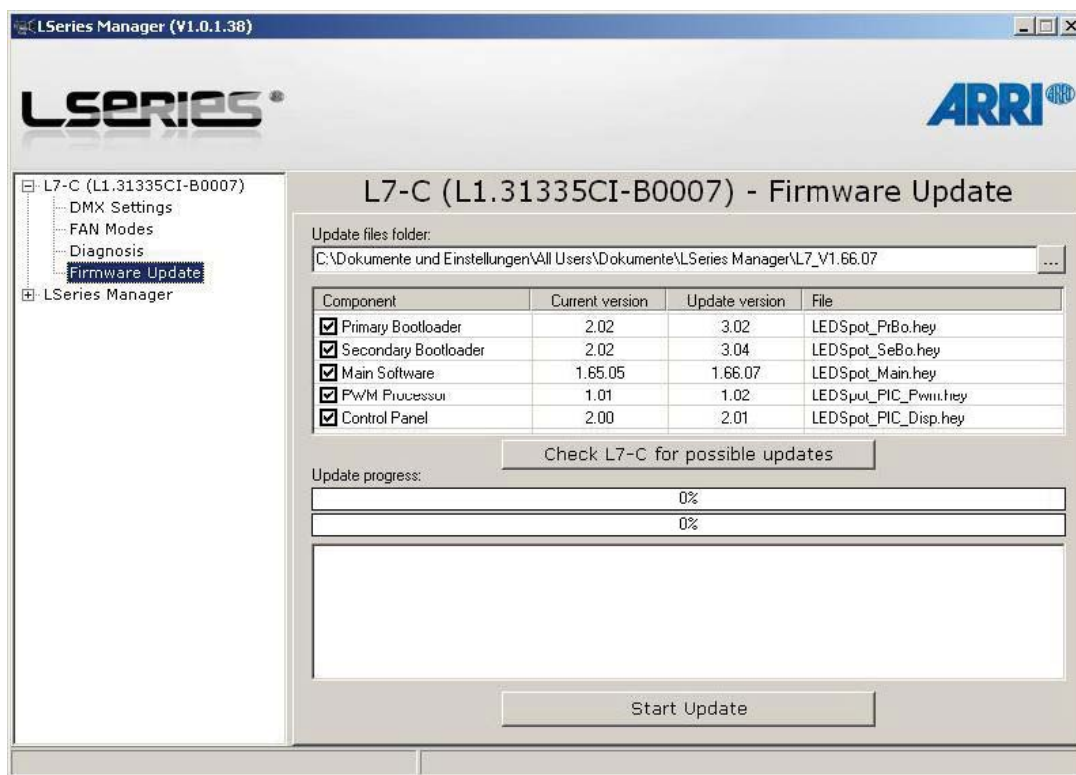 LSeries Manager (V1.0.1.38)
LSERIES®
ARRI ARRI ®
L7-C (L1.31335CI-B0007)
DMX Settings
FAN Modes
Diagnosis
Firmware Update
LSeries Manager
L7-C (L1.31335CI-B0007) - Firmware Update
Update files folder:
C:\Dokumente und Einstellungen\All Users\Dokumente\LSeries Manager\L7_V1.66.07 ...
Component Current version Update version File
Primary Bootloader 2.02 3.02 LEDSpot_PrBo.hey
Secondary Bootloader 2.02 3.04 LEDSpot_SeBo.hey
Main Software 1.65.05 1.66.07 LEDSpot_Main.hey
PWM Processor 1.01 1.02 LEDSpot_PIC_Pwm.hey
Control Panel 2.00 2.01 LEDSpot_PIC_Disp.hey
Check L7-C for possible updates
Update progress:
0%
0%
Start Update